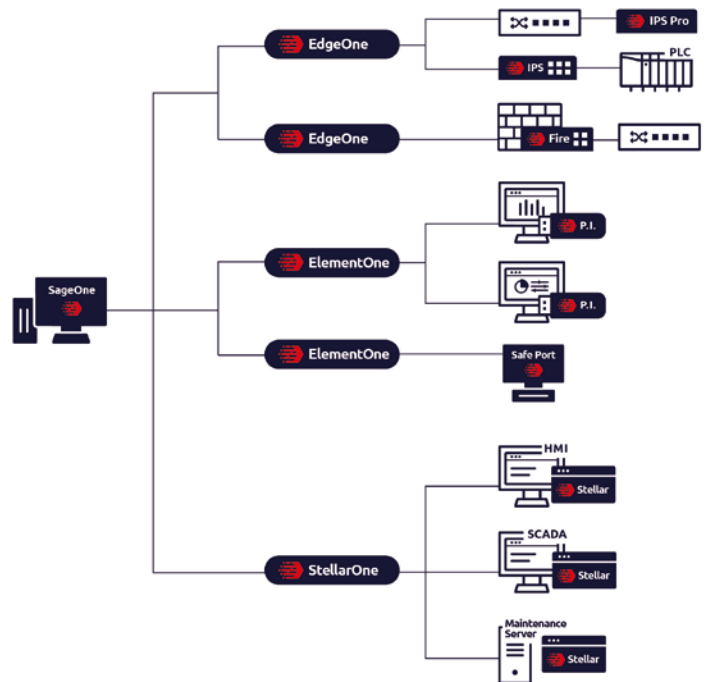 EdgeOne
IPS Pro
IPS
PLC
EdgeOne
Fire
SageOne
ElementOne
P.I.
P.I.
ElementOne
Safe Port
StellarOne
HMI
Stellar
SCADA
Stellar
Maintenance
Server
Stellar